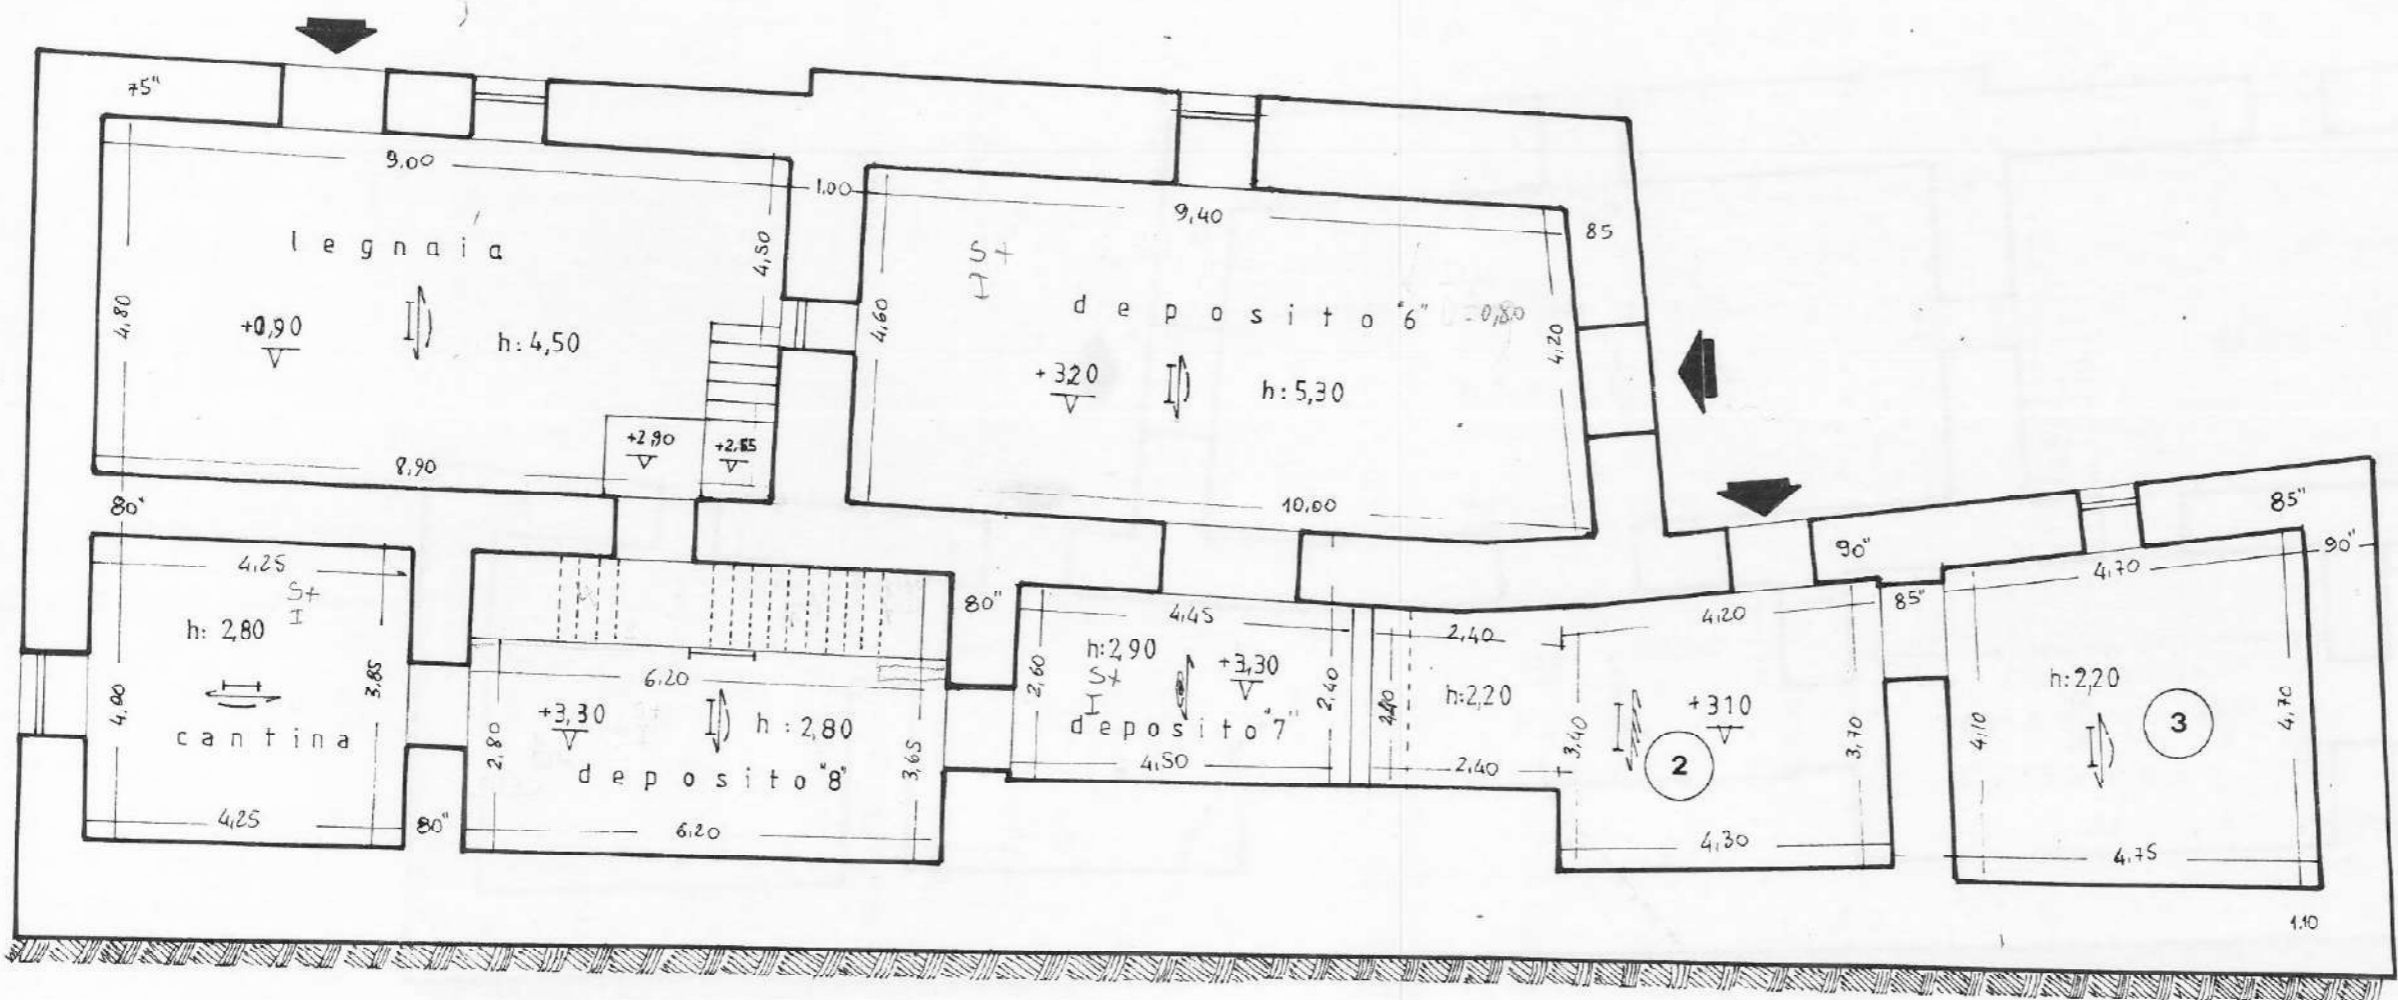 75"
9.00
1.00
9,40
85
legnaia
4,50
4,80
+0,90
h: 4,50
4,60
S+
I
deposito "6"
=0,80
4,20
+3,20
h: 5,30
+2,90
+2,65
8,90
10,00
80"
90"
85"
90"
4,25
S+
I
h: 2,80
4,00
3,85
cantina
4,25
80"
6,20
+3,30
h: 2,80
2,80
3,65
deposito "8"
6,20
80"
4,45
h: 2,90
S+
I
+3,30
2,60
2,40
deposito "7"
4,50
2,40
2,40
h: 2,20
2,40
4,20
3,40
+3,10
2
3,70
4,30
85"
4,70
h: 2,20
3
4,10
4,70
4,75
1.10